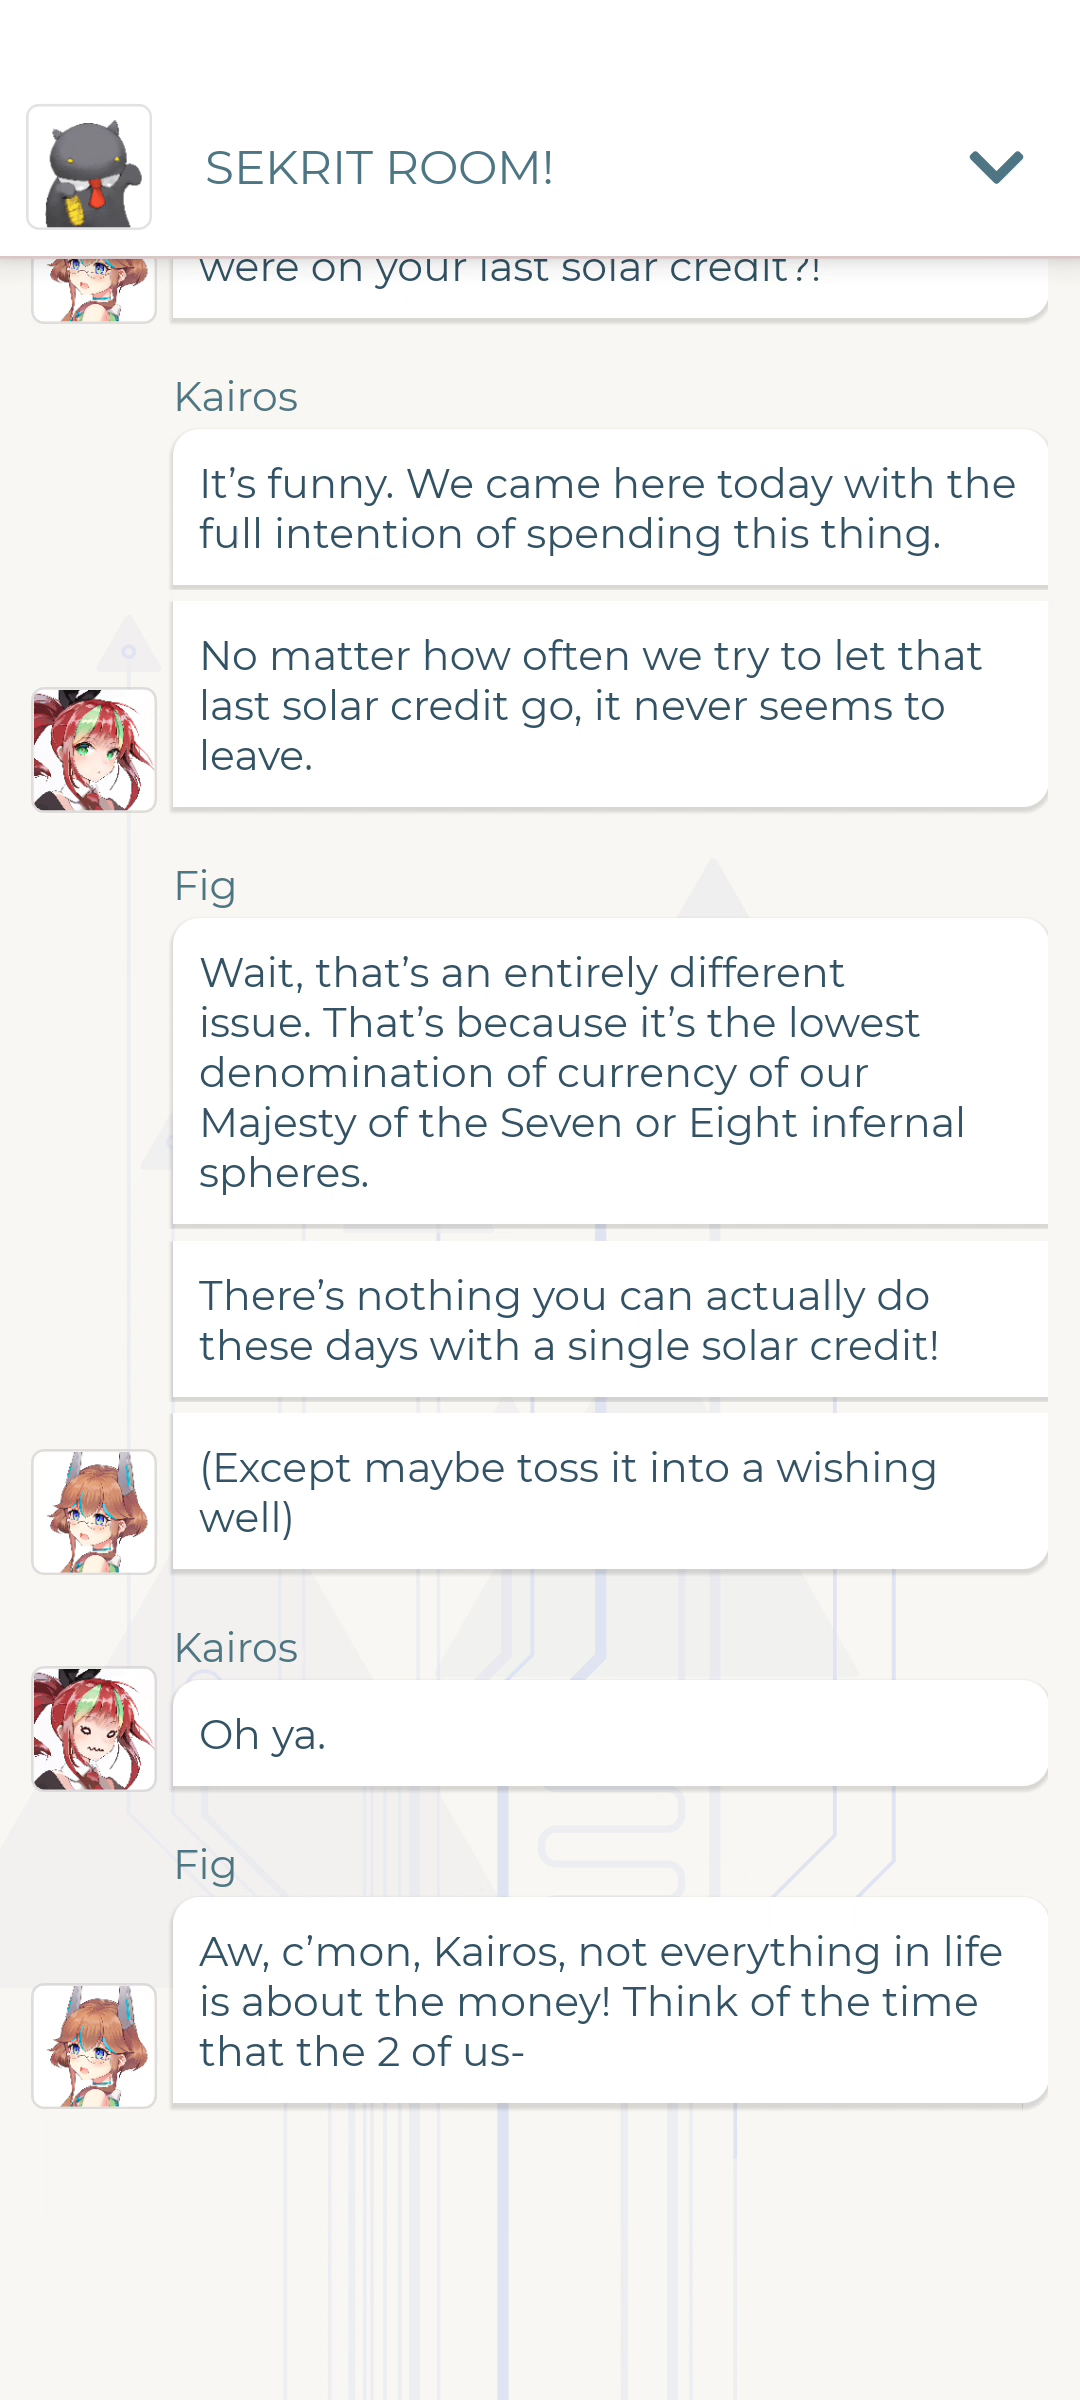 SEKRIT ROOM!
were on your last solar credit?!
Kairos
It’s funny. We came here today with the
full intention of spending this thing.
No matter how often we try to let that
last solar credit go, it never seems to
leave.
Fig
Wait, that’s an entirely different
issue. That’s because it’s the lowest
denomination of currency of our
Majesty of the Seven or Eight infernal
spheres.
There’s nothing you can actually do
these days with a single solar credit!
(Except maybe toss it into a wishing
well)
Kairos
Oh ya.
Fig
Aw, c’mon, Kairos, not everything in life
is about the money! Think of the time
that the 2 of us-